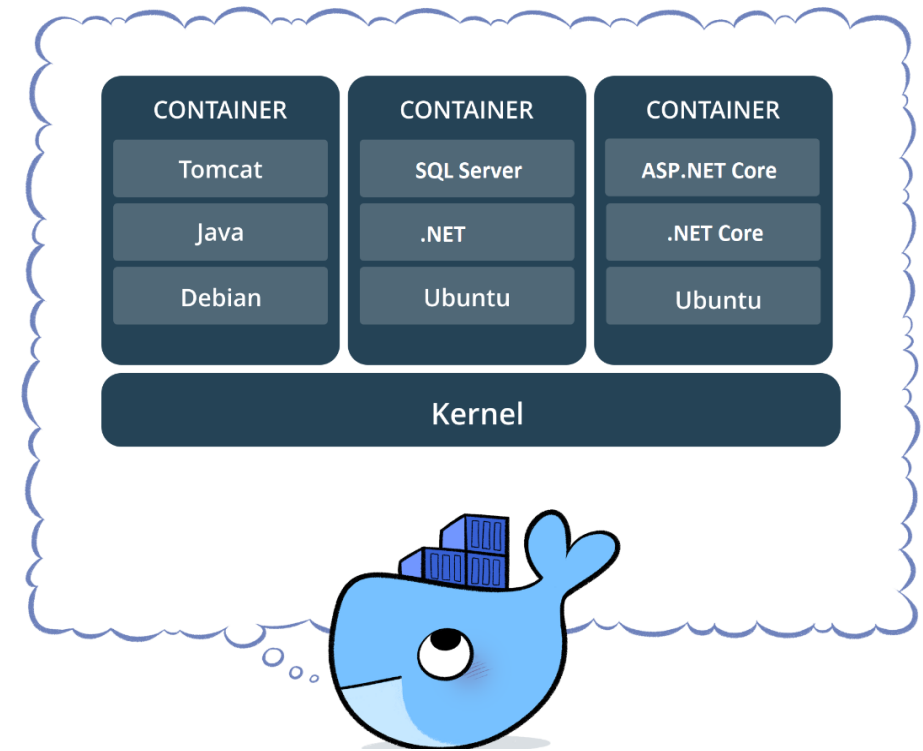 CONTAINER
Tomcat
Java
Debian
CONTAINER
SQL Server
.NET
Ubuntu
CONTAINER
ASP.NET Core
.NET Core
Ubuntu
Kernel